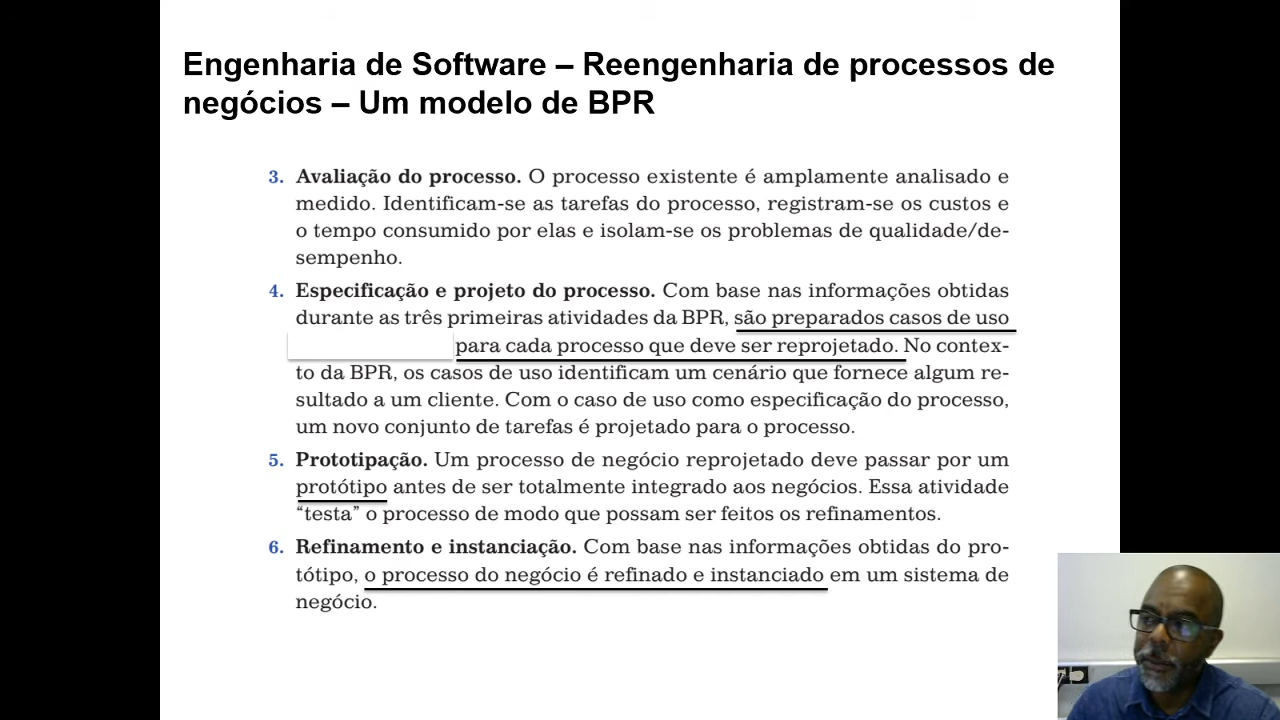 Engenharia de Software – Reengenharia de processos de
negócios – Um modelo de BPR
3. Avaliação do processo. O processo existente é amplamente analisado e
medido. Identificam-se as tarefas do processo, registram-se os custos e
o tempo consumido por elas e isolam-se os problemas de qualidade/de-
sempenho.
4. Especificação e projeto do processo. Com base nas informações obtidas
durante as três primeiras atividades da BPR, são preparados casos de uso
para cada processo que deve ser reprojetado. No contex-
to da BPR, os casos de uso identificam um cenário que fornece algum re-
sultado a um cliente. Com o caso de uso como especificação do processo,
um novo conjunto de tarefas é projetado para o processo.
5. Prototipação. Um processo de negócio reprojetado deve passar por um
protótipo antes de ser totalmente integrado aos negócios. Essa atividade
“testa” o processo de modo que possam ser feitos os refinamentos.
6. Refinamento e instanciação. Com base nas informações obtidas do pro-
tótipo, o processo do negócio é refinado e instanciado em um sistema de
negócio.